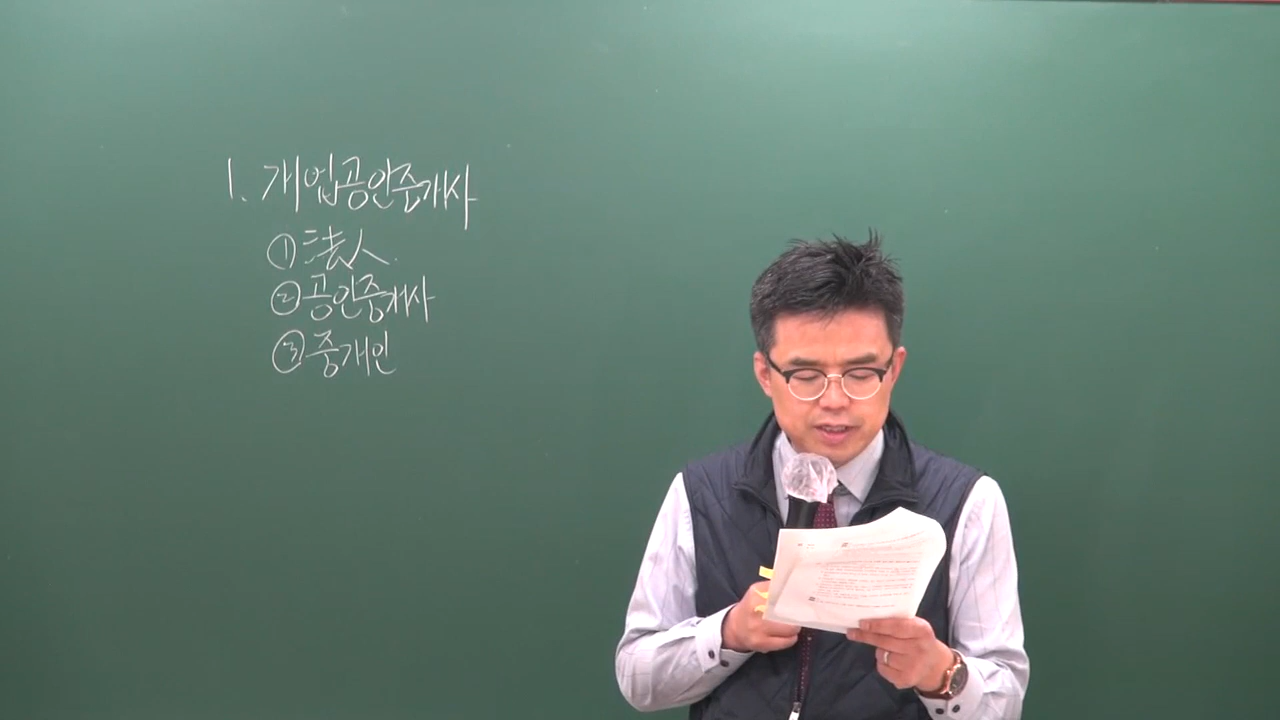 1. 개업공인중개사
① 法人.
② 공인중개사
③ 중개인